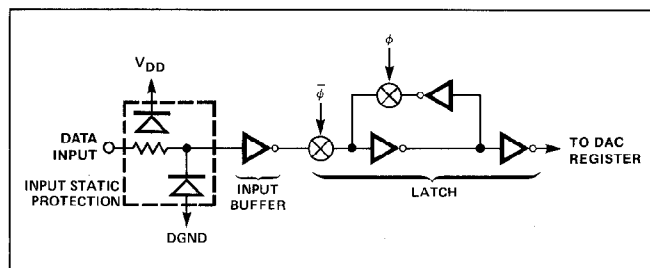 V_DD
φ
φ̅
DATA
INPUT
INPUT STATIC
PROTECTION
INPUT
BUFFER
LATCH
TO DAC
REGISTER
DGND